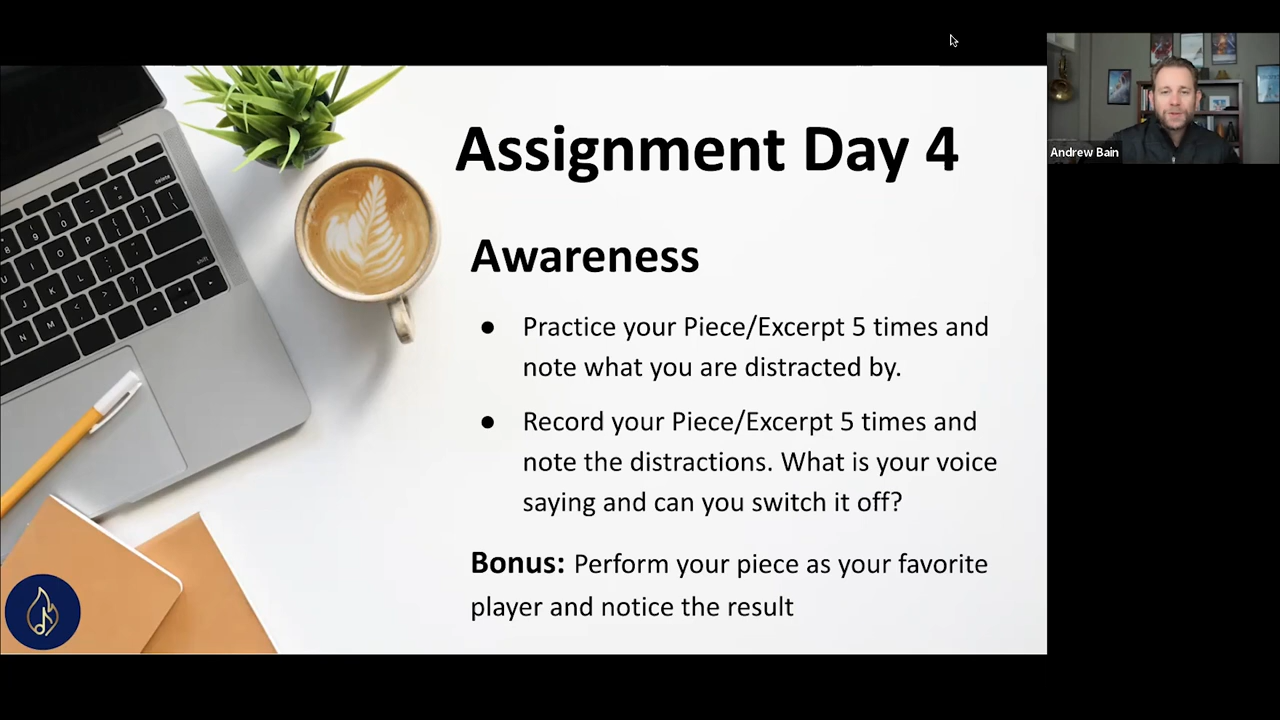 Assignment Day 4
Awareness
● Practice your Piece/Excerpt 5 times and
note what you are distracted by.
● Record your Piece/Excerpt 5 times and
note the distractions. What is your voice
saying and can you switch it off?
Bonus: Perform your piece as your favorite
player and notice the result
Andrew Bain